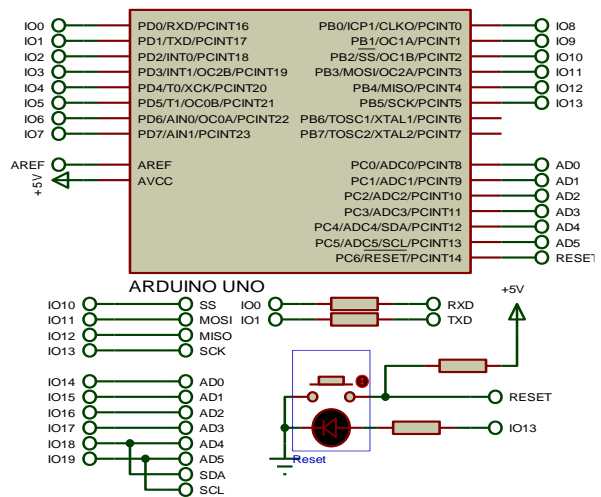 IO0 PD0/RXD/PCINT16 PB0/ICP1/CLKO/PCINT0 IO8
IO1 PD1/TXD/PCINT17 PB1/OC1A/PCINT1 IO9
IO2 PD2/INT0/PCINT18 PB2/SS/OC1B/PCINT2 IO10
IO3 PD3/INT1/OC2B/PCINT19 PB3/MOSI/OC2A/PCINT3 IO11
IO4 PD4/T0/XCK/PCINT20 PB4/MISO/PCINT4 IO12
IO5 PD5/T1/OC0B/PCINT21 PB5/SCK/PCINT5 IO13
IO6 PD6/AIN0/OC0A/PCINT22 PB6/TOSC1/XTAL1/PCINT6
IO7 PD7/AIN1/PCINT23 PB7/TOSC2/XTAL2/PCINT7
AREF AREF PC0/ADC0/PCINT8 AD0
+5V AVCC PC1/ADC1/PCINT9 AD1
PC2/ADC2/PCINT10 AD2
PC3/ADC3/PCINT11 AD3
PC4/ADC4/SDA/PCINT12 AD4
PC5/ADC5/SCL/PCINT13 AD5
PC6/RESET/PCINT14 RESET
ARDUINO UNO
+5V
IO10 SS IO0 RXD
IO11 MOSI IO1 TXD
IO12 MISO
IO13 SCK
IO14 AD0
IO15 AD1 RESET
IO16 AD2
IO17 AD3 IO13
IO18 AD4
IO19 AD5 Reset
SDA
SCL